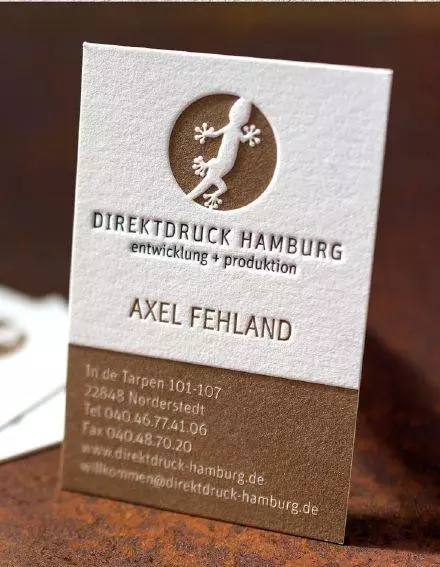 DIREKTDRUCK HAMBURG
entwicklung + produktion
AXEL FEHLAND
In de Tarpen 101-107
22848 Norderstedt
Tel 040.46.77.41.06
Fax 040.48.70.20
www.direktdruck-hamburg.de
willkommen@direktdruck-hamburg.de